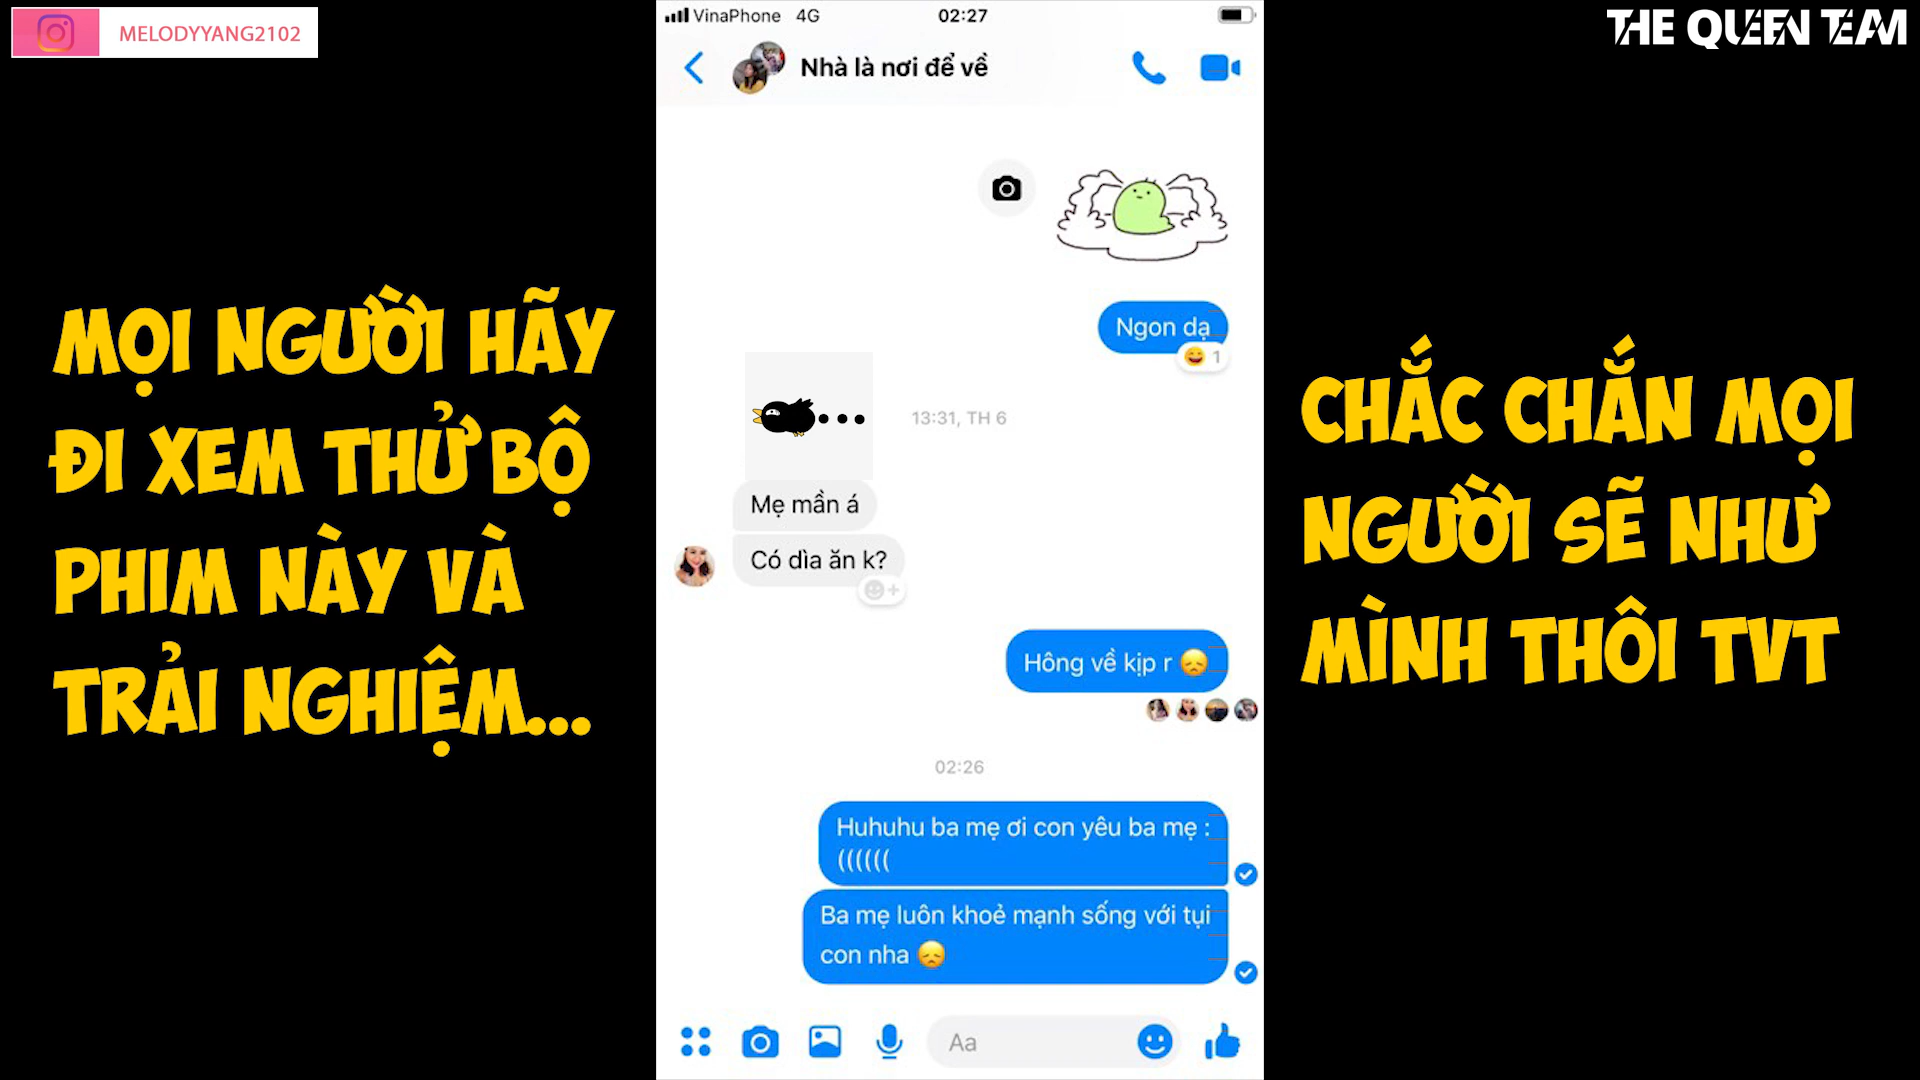 MELODYYANG2102
THE QUEEN TEAM
MỌI NGƯỜI HÃY
ĐI XEM THỬ BỘ
PHIM NÀY VÀ
TRẢI NGHIỆM...
VinaPhone 4G 02:27
Nhà là nơi để về
Ngon dạ
😄 1
13:31, TH 6
Mẹ mần á
Có dìa ăn k?
Hông về kịp r 😞
02:26
Huhuhu ba mẹ ơi con yêu ba mẹ :
((((((
Ba mẹ luôn khoẻ mạnh sống với tụi
con nha 😞
Aa
CHẮC CHẮN MỌI
NGƯỜI SẼ NHƯ
MÌNH THÔI TVT